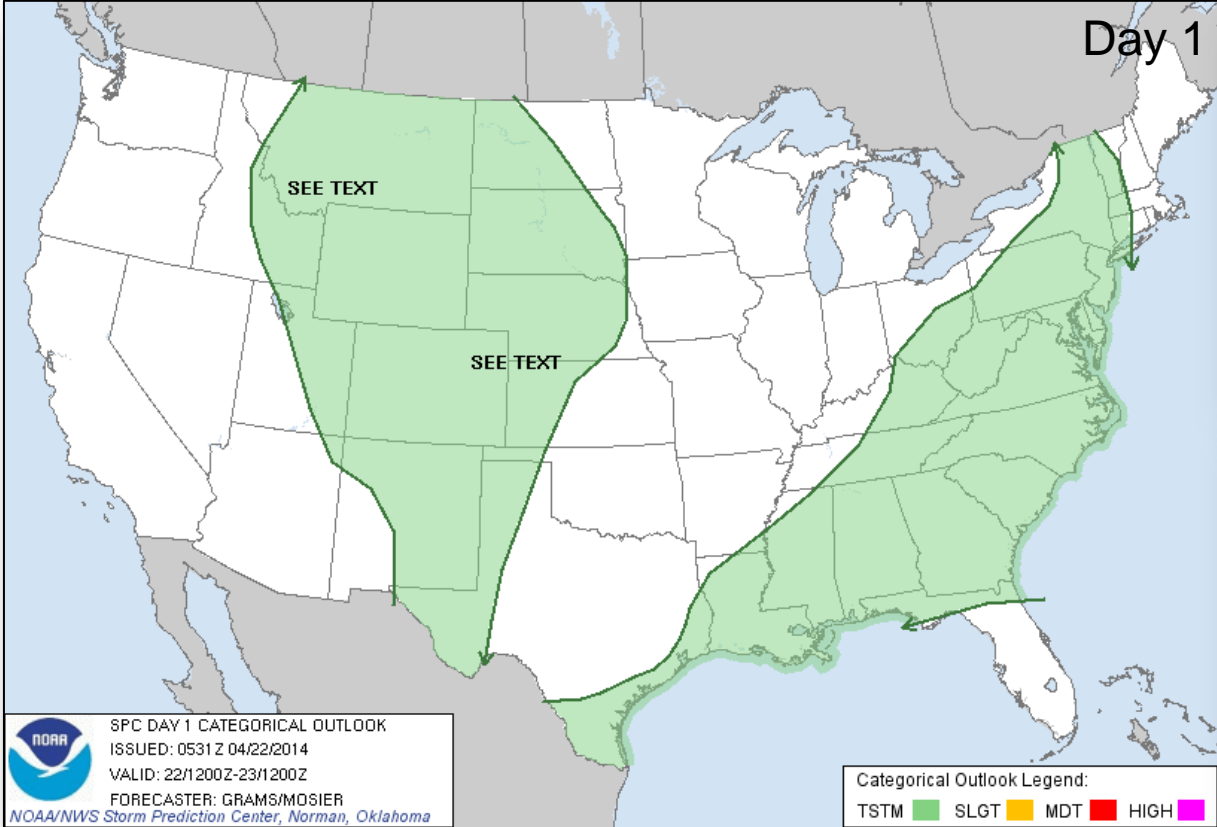 Day 1
SEE TEXT
SEE TEXT
NOAA
SPC DAY 1 CATEGORICAL OUTLOOK
ISSUED: 0531Z 04/22/2014
VALID: 22/1200Z-23/1200Z
FORECASTER: GRAMS/MOSIER
NOAA/NWS Storm Prediction Center, Norman, Oklahoma
Categorical Outlook Legend:
TSTM SLGT MDT HIGH